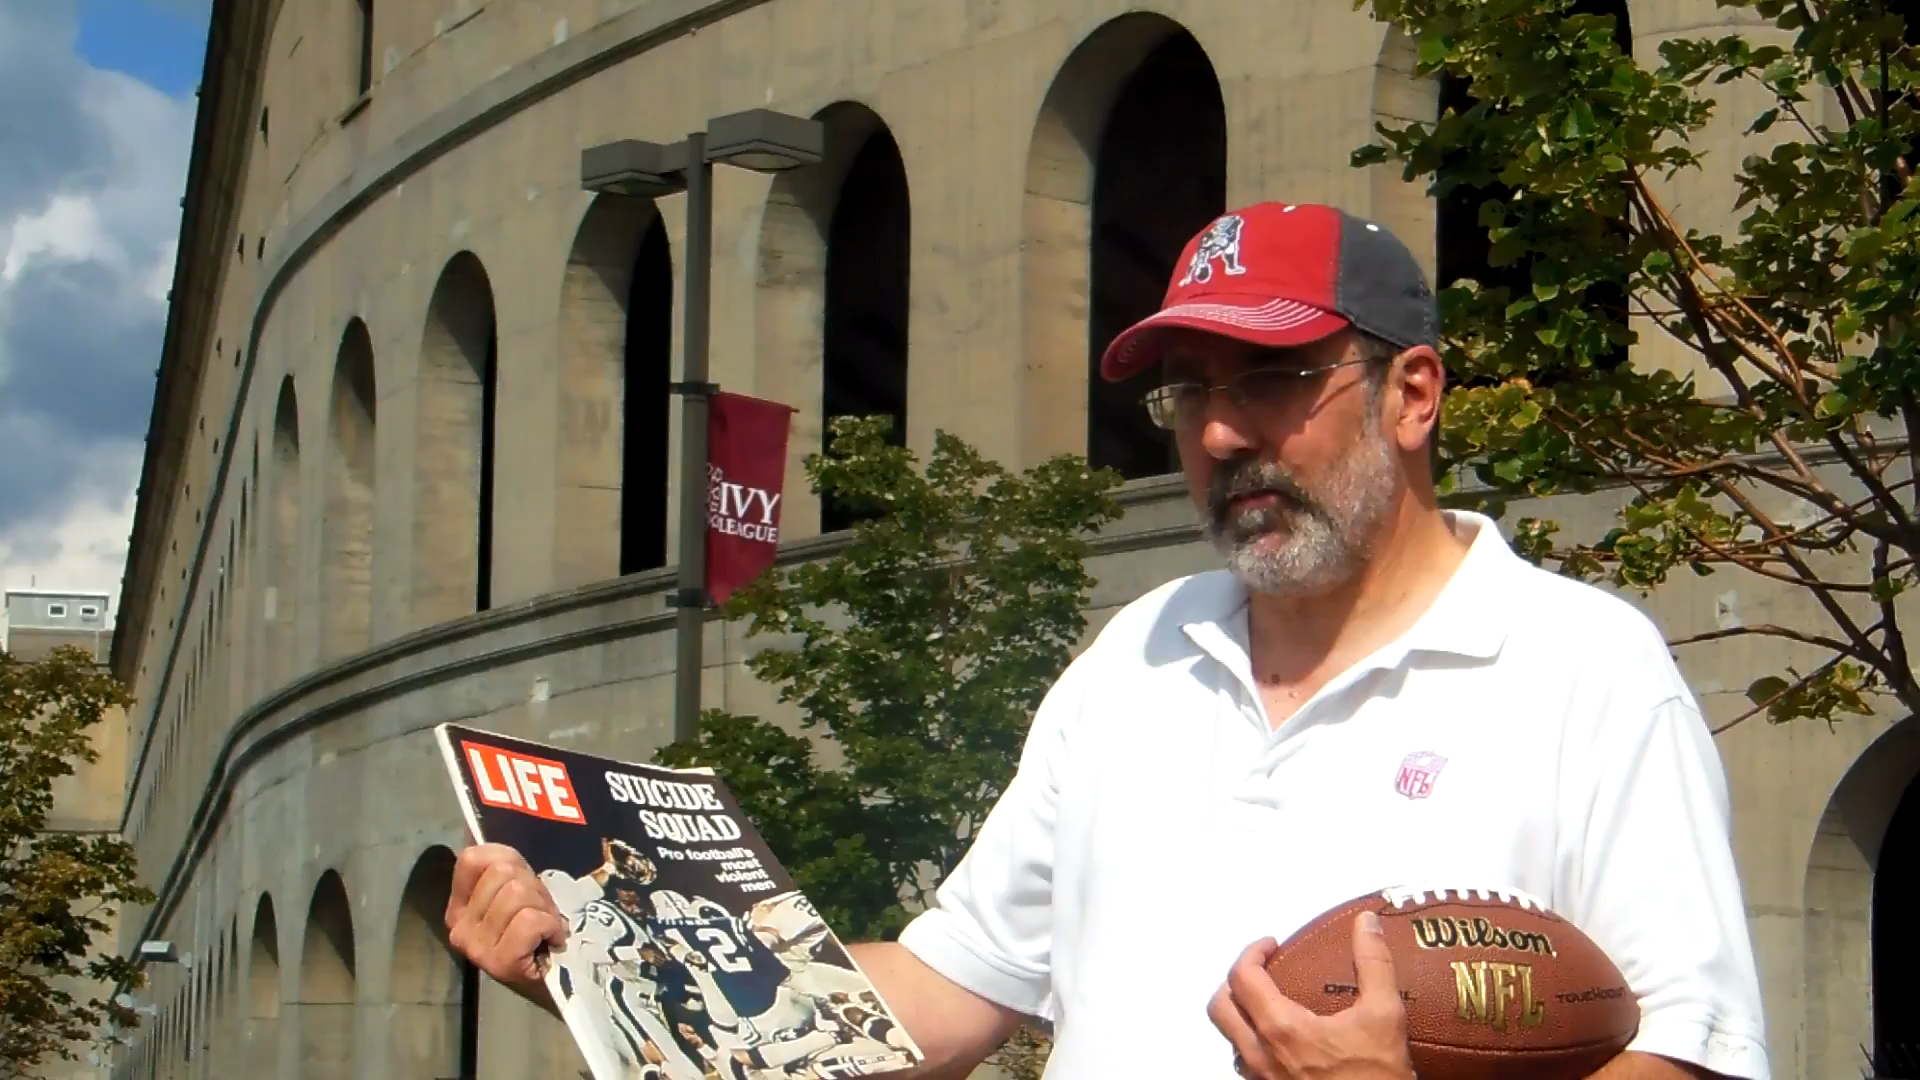 IVY
LEAGUE
LIFE
SUICIDE
SQUAD
Pro football's
most
violent
men
12
NFL
Wilson
NFL